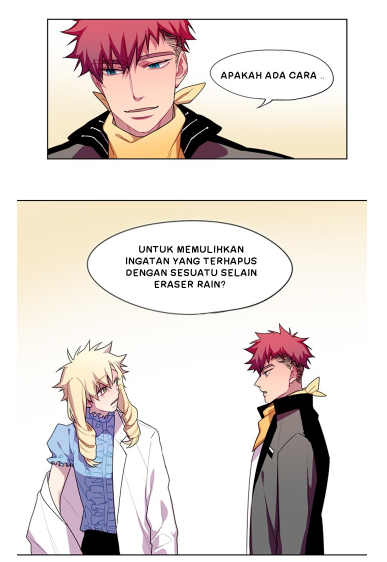 APAKAH ADA CARA ..
UNTUK MEMULIHKAN
INGATAN YANG TERHAPUS
DENGAN SESUATU SELAIN
ERASER RAIN?